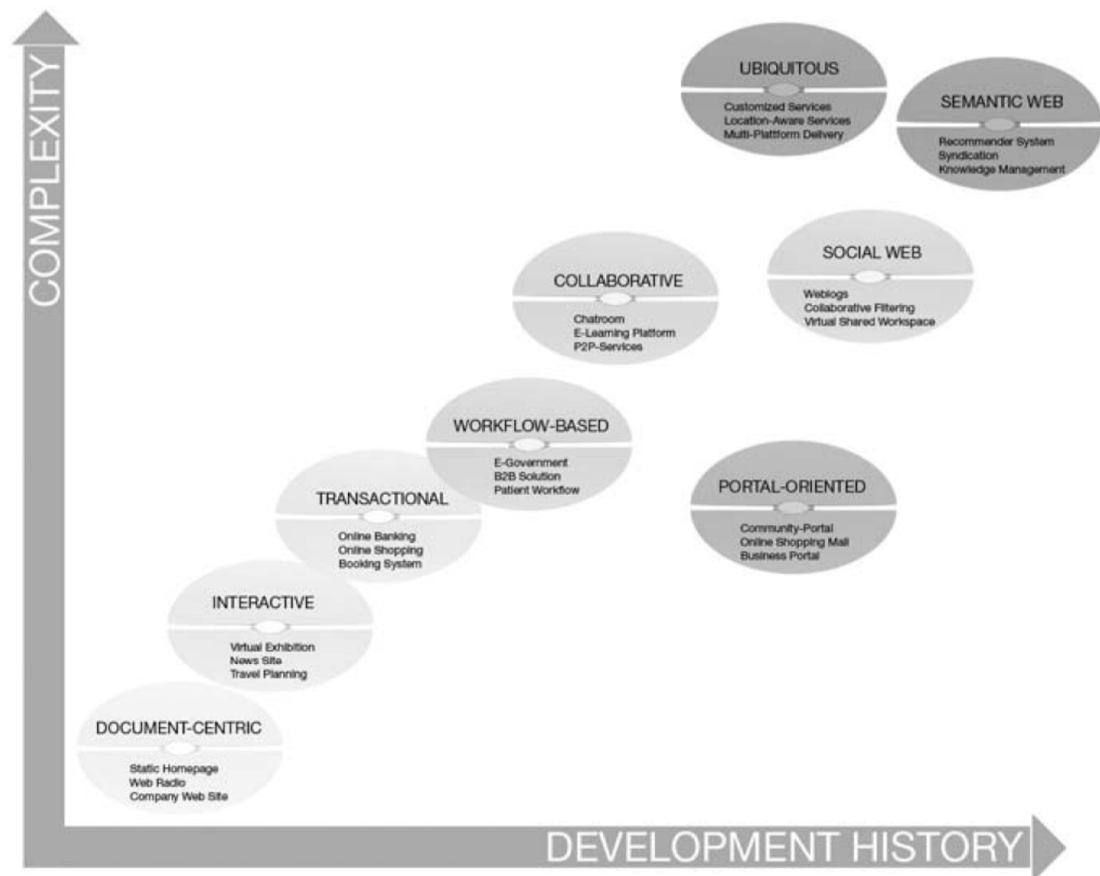 COMPLEXITY
UBIQUITOUS
Customized Services
Location-Aware Services
Multi-Plattform Delivery
SEMANTIC WEB
Recommender System
Syndication
Knowledge Management
COLLABORATIVE
Chatroom
E-Learning Platform
P2P-Services
SOCIAL WEB
Weblogs
Collaborative Filtering
Virtual Shared Workspace
WORKFLOW-BASED
E-Government
B2B Solution
Patient Workflow
PORTAL-ORIENTED
Community-Portal
Online Shopping Mall
Business Portal
TRANSACTIONAL
Online Banking
Online Shopping
Booking System
INTERACTIVE
Virtual Exhibition
News Site
Travel Planning
DOCUMENT-CENTRIC
Static Homepage
Web Radio
Company Web Site
DEVELOPMENT HISTORY